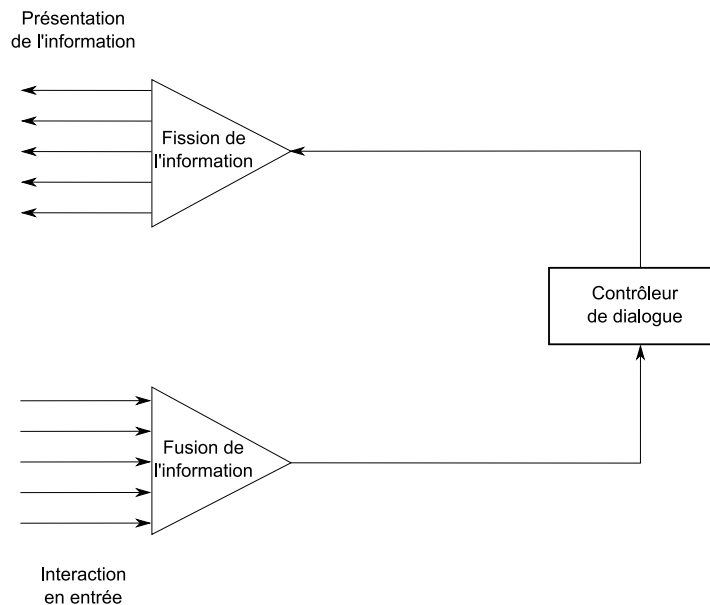 Présentation
de l'information
Fission de
l'information
Contrôleur
de dialogue
Fusion de
l'information
Interaction
en entrée